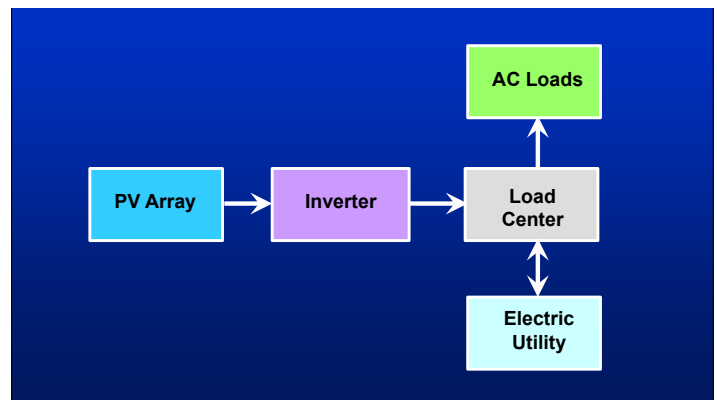 AC Loads
PV Array
Inverter
Load
Center
Electric
Utility